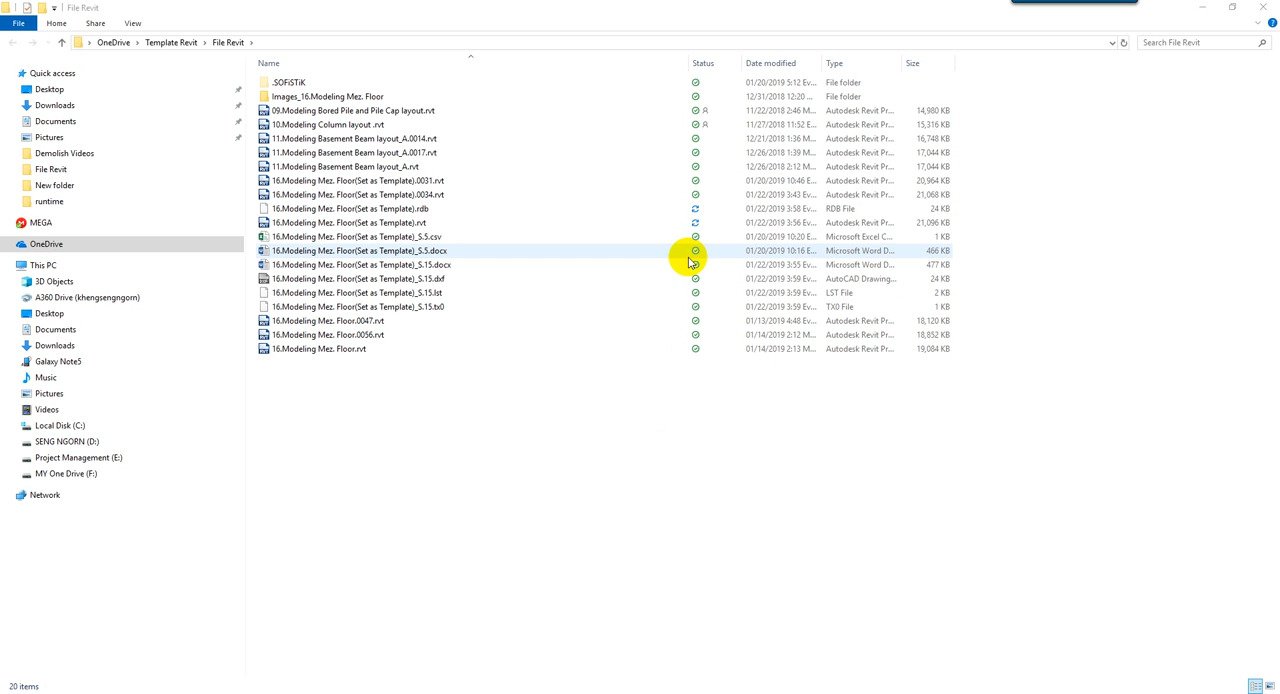 File Revit
File Home Share View
OneDrive Template Revit File Revit Search File Revit
Name Status Date modified Type Size
Quick access
Desktop
Downloads
Documents
Pictures
Demolish Videos
File Revit
New folder
runtime
MEGA
OneDrive
This PC
3D Objects
A360 Drive (khengsengngorn)
Desktop
Documents
Downloads
Galaxy Note5
Music
Pictures
Videos
Local Disk (C:)
SENG NGORN (D:)
Project Management (E:)
MY One Drive (F:)
Network
.SOFiSTiK 01/20/2019 5:12 Ev... File folder
Images_16.Modeling Mez. Floor 12/31/2018 12:20 ... File folder
09.Modeling Bored Pile and Pile Cap layout.rvt 11/22/2018 2:46 M... Autodesk Revit Pr... 14,980 KB
10.Modeling Column layout .rvt 11/27/2018 11:52 E... Autodesk Revit Pr... 15,316 KB
11.Modeling Basement Beam layout_A.0014.rvt 12/21/2018 1:36 M... Autodesk Revit Pr... 16,748 KB
11.Modeling Basement Beam layout_A.0017.rvt 12/26/2018 1:39 M... Autodesk Revit Pr... 17,044 KB
11.Modeling Basement Beam layout_A.rvt 12/26/2018 2:12 M... Autodesk Revit Pr... 17,044 KB
16.Modeling Mez. Floor(Set as Template).0031.rvt 01/20/2019 10:46 E... Autodesk Revit Pr... 20,964 KB
16.Modeling Mez. Floor(Set as Template).0034.rvt 01/22/2019 3:43 Ev... Autodesk Revit Pr... 21,068 KB
16.Modeling Mez. Floor(Set as Template).rdb 01/22/2019 3:58 Ev... RDB File 24 KB
16.Modeling Mez. Floor(Set as Template).rvt 01/22/2019 3:56 Ev... Autodesk Revit Pr... 21,096 KB
16.Modeling Mez. Floor(Set as Template)_S.5.csv 01/20/2019 10:20 E... Microsoft Excel C... 1 KB
16.Modeling Mez. Floor(Set as Template)_S.5.docx 01/20/2019 10:16 E... Microsoft Word D... 466 KB
16.Modeling Mez. Floor(Set as Template)_S.15.docx 01/22/2019 3:55 Ev... Microsoft Word D... 477 KB
16.Modeling Mez. Floor(Set as Template)_S.15.dxf 01/22/2019 3:59 Ev... AutoCAD Drawing... 24 KB
16.Modeling Mez. Floor(Set as Template)_S.15.lst 01/22/2019 3:59 Ev... LST File 2 KB
16.Modeling Mez. Floor(Set as Template)_S.15.tx0 01/22/2019 3:59 Ev... TX0 File 1 KB
16.Modeling Mez. Floor.0047.rvt 01/13/2019 4:48 Ev... Autodesk Revit Pr... 18,120 KB
16.Modeling Mez. Floor.0056.rvt 01/14/2019 2:12 M... Autodesk Revit Pr... 18,852 KB
16.Modeling Mez. Floor.rvt 01/14/2019 2:13 M... Autodesk Revit Pr... 19,084 KB
20 items